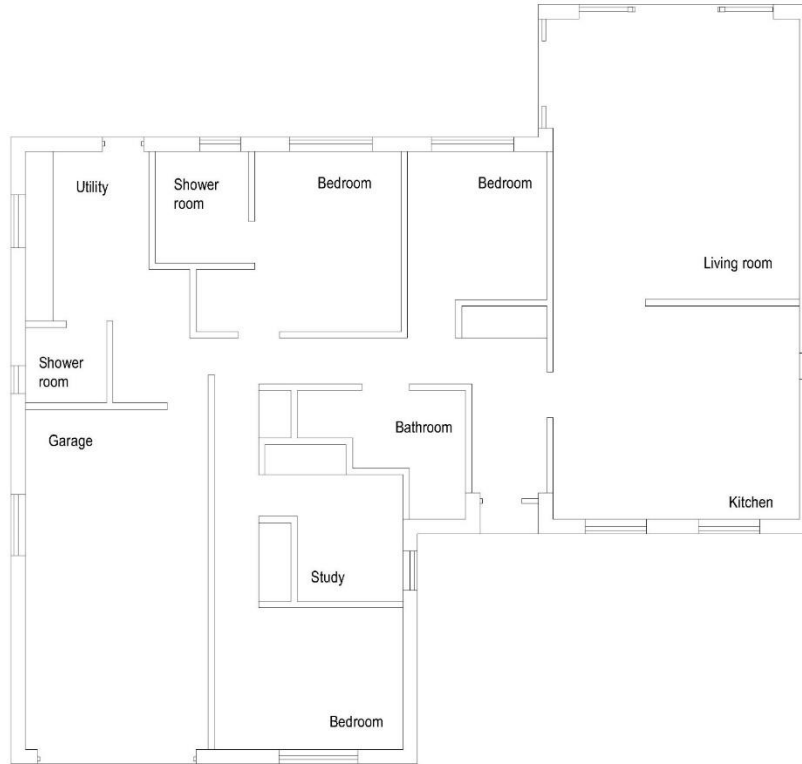 Utility
Shower
room
Bedroom
Bedroom
Living room
Shower
room
Garage
Bathroom
Kitchen
Study
Bedroom